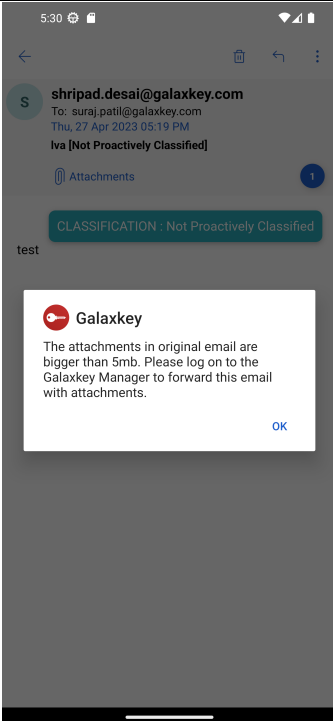 5:30
S
shripad.desai@galaxkey.com
To: suraj.patil@galaxkey.com
Thu, 27 Apr 2023 05:19 PM
Iva [Not Proactively Classified]
Attachments
1
CLASSIFICATION : Not Proactively Classified
test
Galaxkey
The attachments in original email are
bigger than 5mb. Please log on to the
Galaxkey Manager to forward this email
with attachments.
OK